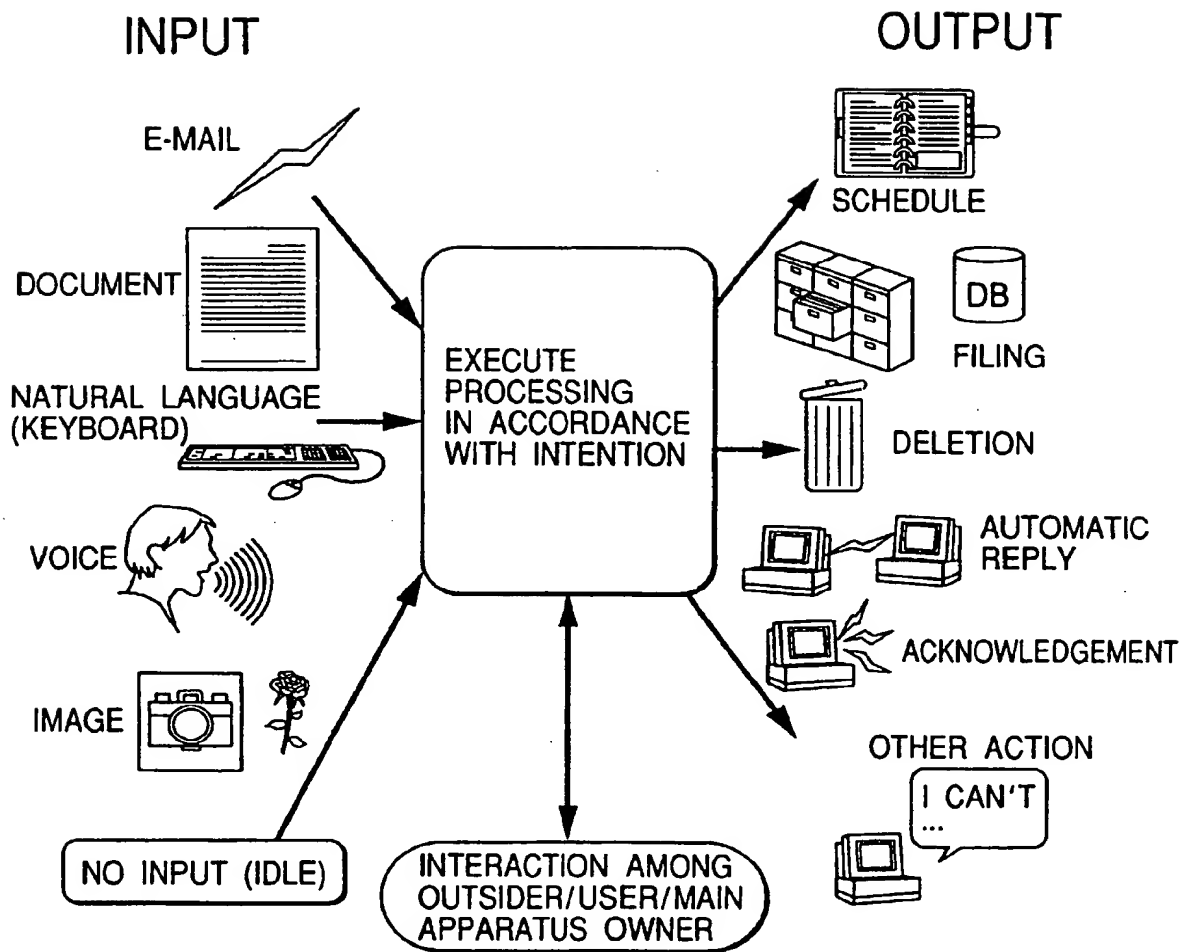 INPUT
OUTPUT
E-MAIL
DOCUMENT
NATURAL LANGUAGE
(KEYBOARD)
VOICE
IMAGE
NO INPUT (IDLE)
EXECUTE
PROCESSING
IN ACCORDANCE
WITH INTENTION
INTERACTION AMONG
OUTSIDER/USER/MAIN
APPARATUS OWNER
SCHEDULE
DB
FILING
DELETION
AUTOMATIC
REPLY
ACKNOWLEDGEMENT
OTHER ACTION
I CAN'T
...